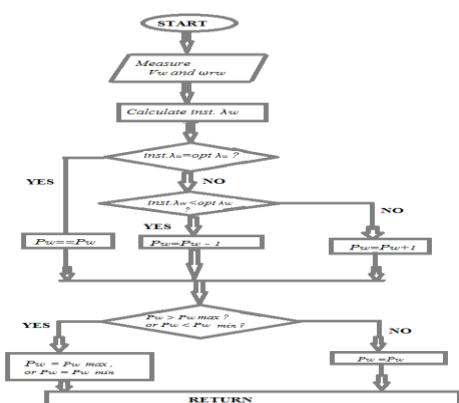 START
Measure
Vw and ωrw
Calculate inst. λw
inst.λw=opt λw ?
YES
NO
inst.λw<opt λw
?
NO
YES
Pw==Pw
Pw=Pw - 1
Pw=Pw+1
Pw > Pw max ?
or Pw < Pw min ?
YES
NO
Pw = Pw max ,
or Pw = Pw min
Pw =Pw
RETURN